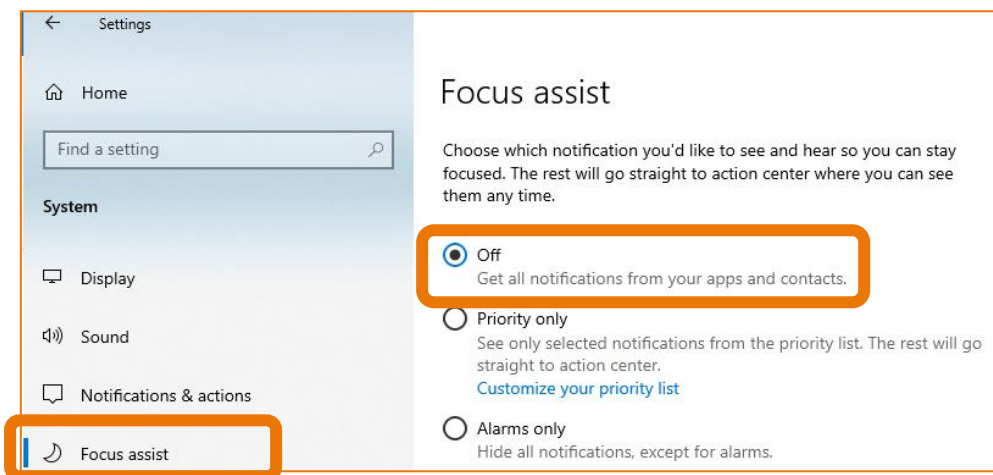 Settings
Home
Find a setting
System
Display
Sound
Notifications & actions
Focus assist
Focus assist
Choose which notification you'd like to see and hear so you can stay
focused. The rest will go straight to action center where you can see
them any time.
Off
Get all notifications from your apps and contacts.
Priority only
See only selected notifications from the priority list. The rest will go
straight to action center.
Customize your priority list
Alarms only
Hide all notifications, except for alarms.